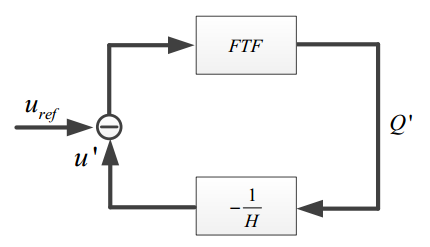 FTF
u_ref
Q'
u'
-1/H